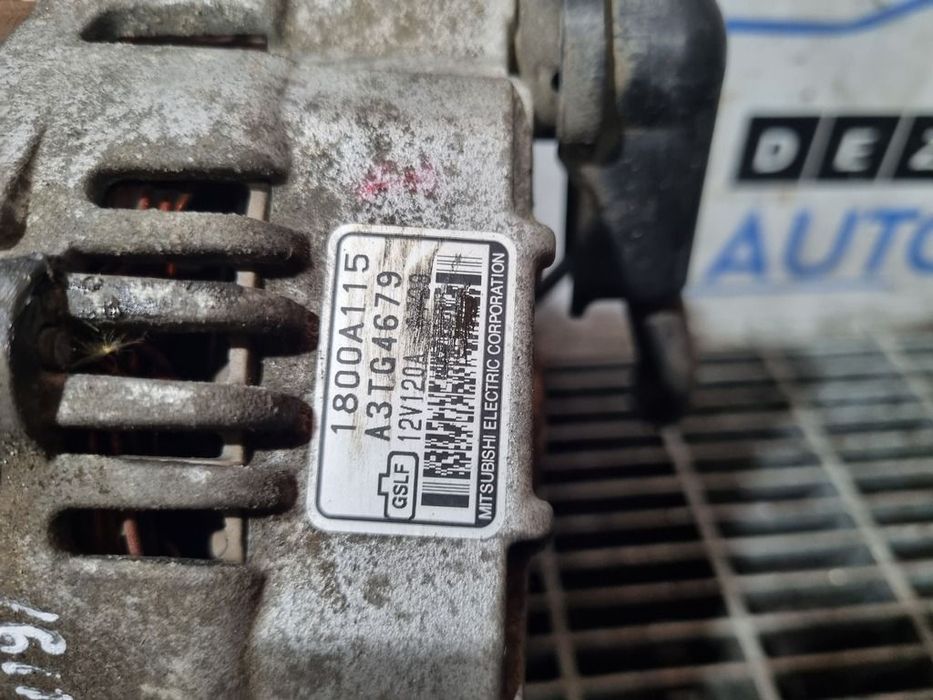 1800A115
A3TG4679
12V120A
GSLF
MITSUBISHI ELECTRIC CORPORATION
DEZ
AUTO